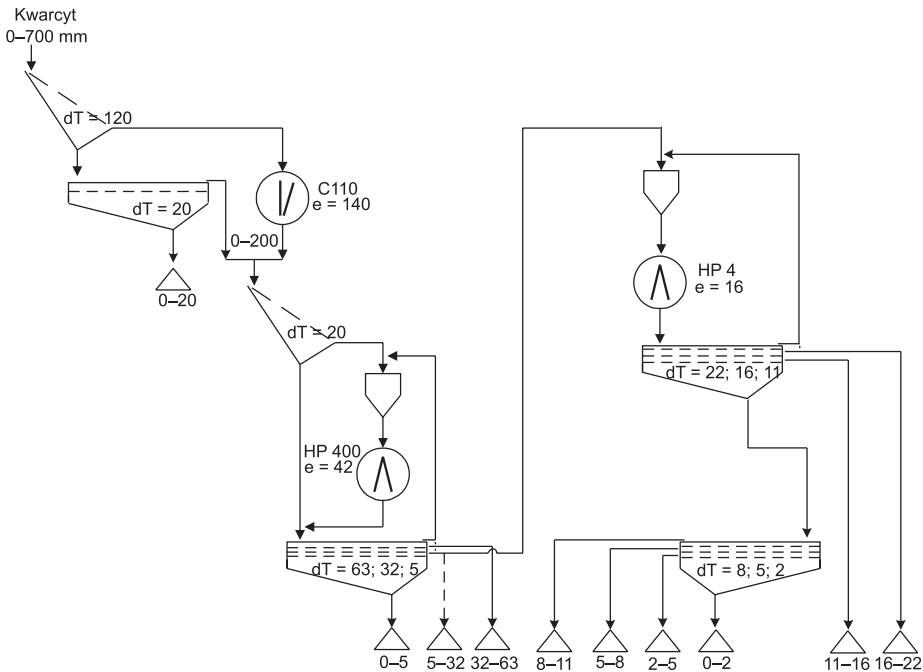 Kwarcyt
0–700 mm
dT = 120
dT = 20
C110
e = 140
0–200
0–20
dT = 20
HP 400
e = 42
dT = 63; 32; 5
HP 4
e = 16
dT = 22; 16; 11
dT = 8; 5; 2
0–5
5–32
32–63
8–11
5–8
2–5
0–2
11–16
16–22